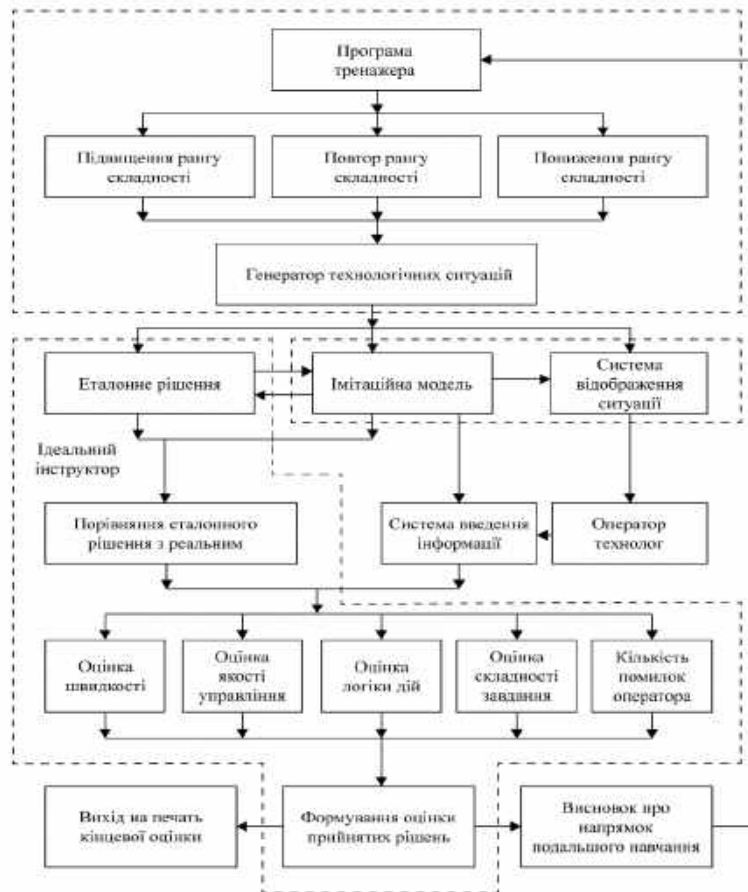 Програма
тренажера
Підвищення рангу
складності
Повтор рангу
складності
Пониження рангу
складності
Генератор технологічних ситуацій
Еталонне рішення
Імітаційна модель
Система
відображення
ситуації
Ідеальний
інструктор
Порівняння еталонного
рішення з реальним
Система введення
інформації
Оператор
технолог
Оцінка
швидкості
Оцінка
якості
управління
Оцінка
логіки дій
Оцінка
складності
завдання
Кількість
помилок
оператора
Вихід на печать
кінцевої оцінки
Формування оцінки
прийнятих рішень
Висновок про
напрямок
подальшого навчання